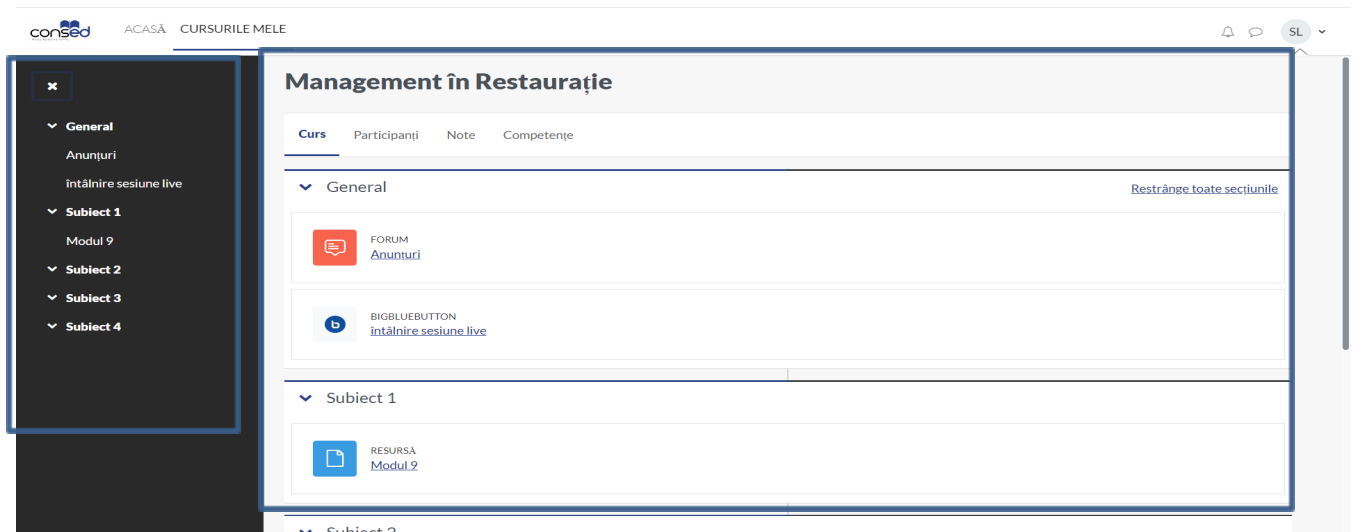 consed
ACASĂ CURSURILE MELE
SL
General
Anunțuri
întâlnire sesiune live
Subiect 1
Modul 9
Subiect 2
Subiect 3
Subiect 4
Management în Restaurație
Curs Participanți Note Competențe
General
Restrânge toate secțiunile
FORUM
Anunțuri
BIGBLUEBUTTON
b
întâlnire sesiune live
Subiect 1
RESURSĂ
Modul 9
Subiect 2